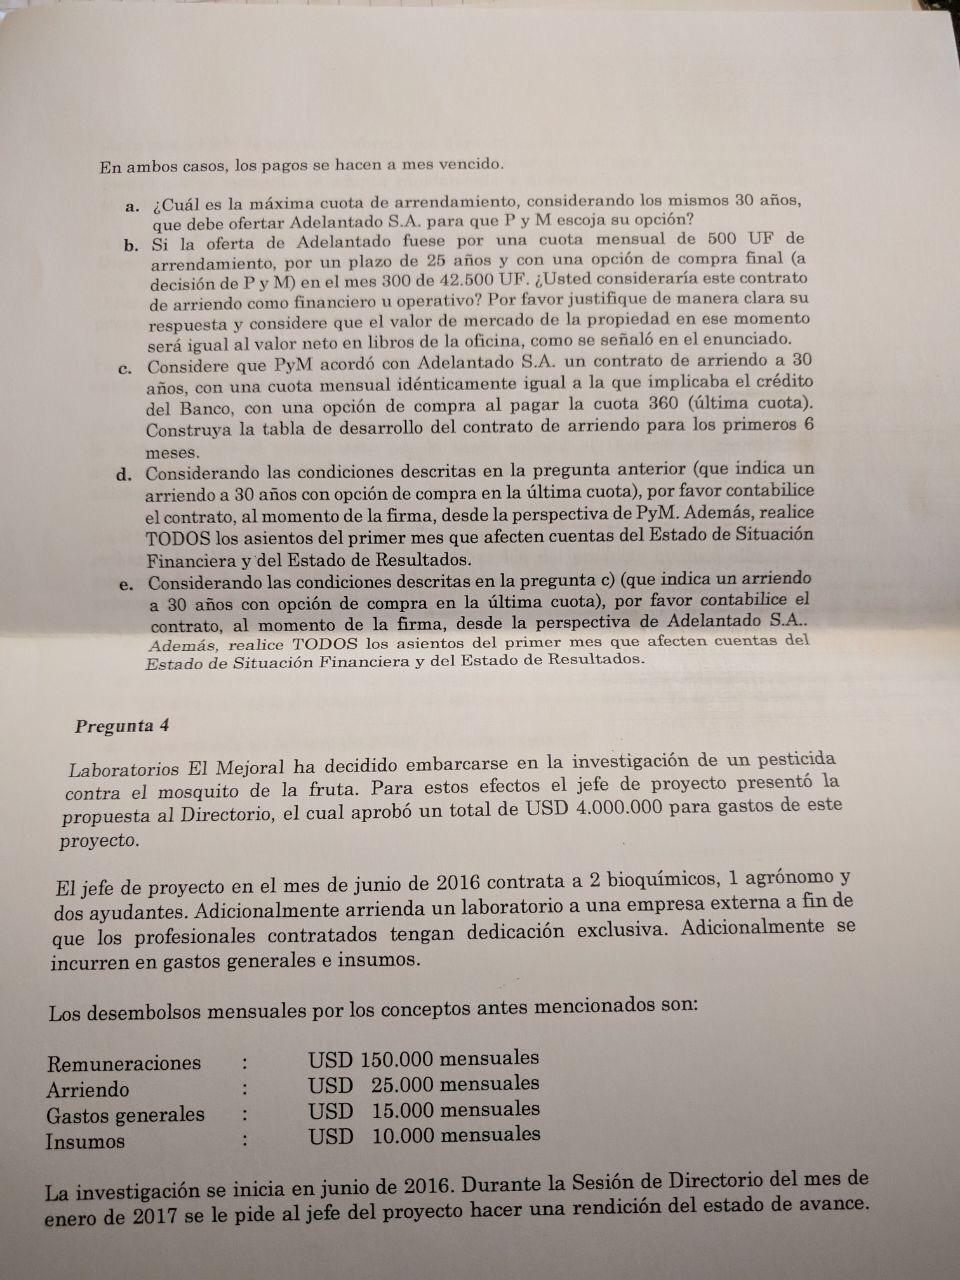 En ambos casos, los pagos se hacen a mes vencido.
a. ¿Cuál es la máxima cuota de arrendamiento, considerando los mismos 30 años,
que debe ofertar Adelantado S.A. para que P y M escoja su opción?
b. Si la oferta de Adelantado fuese por una cuota mensual de 500 UF de
arrendamiento, por un plazo de 25 años y con una opción de compra final (a
decisión de P y M) en el mes 300 de 42.500 UF. ¿Usted consideraría este contrato
de arriendo como financiero u operativo? Por favor justifique de manera clara su
respuesta y considere que el valor de mercado de la propiedad en ese momento
será igual al valor neto en libros de la oficina, como se señaló en el enunciado.
c. Considere que PyM acordó con Adelantado S.A. un contrato de arriendo a 30
años, con una cuota mensual idénticamente igual a la que implicaba el crédito
del Banco, con una opción de compra al pagar la cuota 360 (última cuota).
Construya la tabla de desarrollo del contrato de arriendo para los primeros 6
meses.
d. Considerando las condiciones descritas en la pregunta anterior (que indica un
arriendo a 30 años con opción de compra en la última cuota), por favor contabilice
el contrato, al momento de la firma, desde la perspectiva de PyM. Además, realice
TODOS los asientos del primer mes que afecten cuentas del Estado de Situación
Financiera y del Estado de Resultados.
e. Considerando las condiciones descritas en la pregunta c) (que indica un arriendo
a 30 años con opción de compra en la última cuota), por favor contabilice el
contrato, al momento de la firma, desde la perspectiva de Adelantado S.A..
Además, realice TODOS los asientos del primer mes que afecten cuentas del
Estado de Situación Financiera y del Estado de Resultados.
Pregunta 4
Laboratorios El Mejoral ha decidido embarcarse en la investigación de un pesticida
contra el mosquito de la fruta. Para estos efectos el jefe de proyecto presentó la
propuesta al Directorio, el cual aprobó un total de USD 4.000.000 para gastos de este
proyecto.
El jefe de proyecto en el mes de junio de 2016 contrata a 2 bioquímicos, 1 agrónomo y
dos ayudantes. Adicionalmente arrienda un laboratorio a una empresa externa a fin de
que los profesionales contratados tengan dedicación exclusiva. Adicionalmente se
incurren en gastos generales e insumos.
Los desembolsos mensuales por los conceptos antes mencionados son:
Remuneraciones : USD 150.000 mensuales
Arriendo : USD 25.000 mensuales
Gastos generales : USD 15.000 mensuales
Insumos : USD 10.000 mensuales
La investigación se inicia en junio de 2016. Durante la Sesión de Directorio del mes de
enero de 2017 se le pide al jefe del proyecto hacer una rendición del estado de avance.